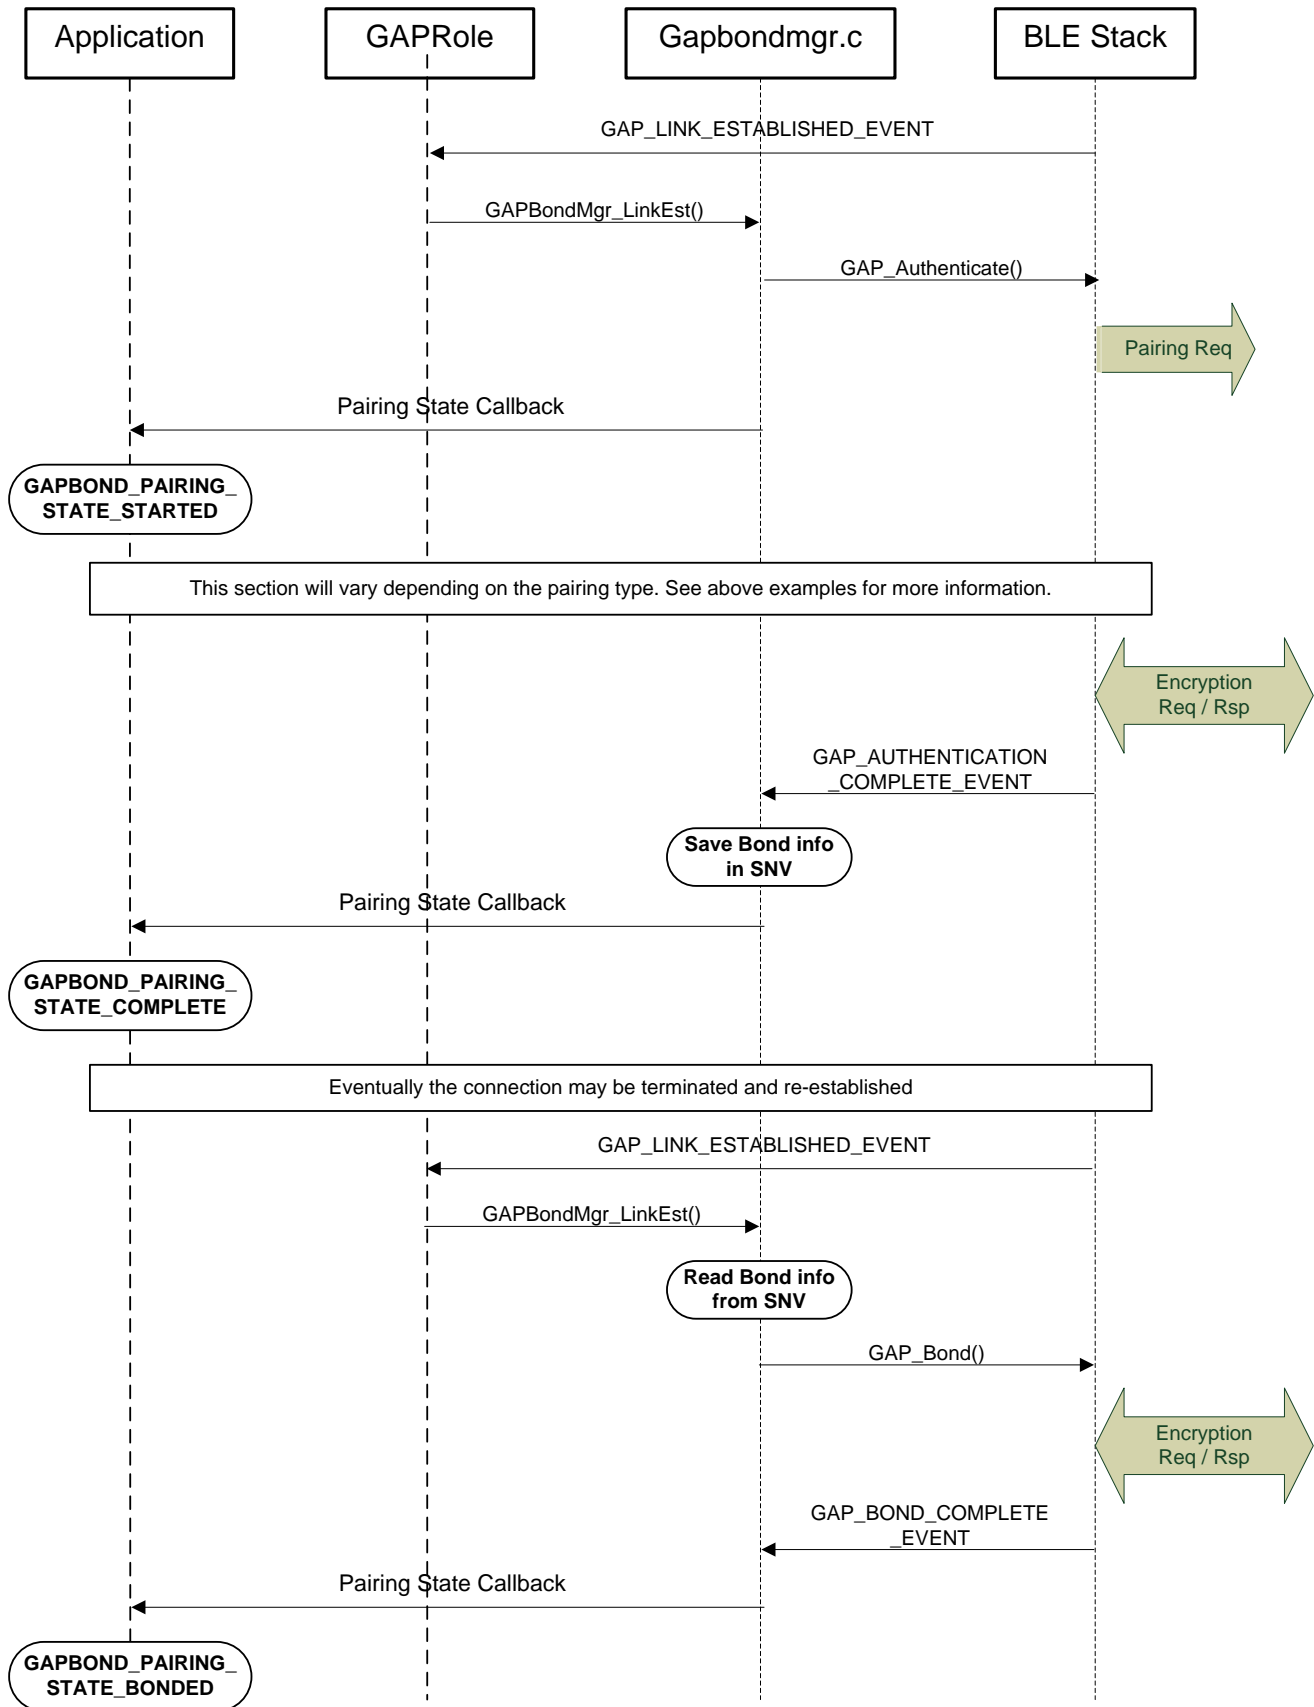 Application
GAPRole
Gapbondmgr.c
BLE Stack
GAP_LINK_ESTABLISHED_EVENT
GAPBondMgr_LinkEst()
GAP_Authenticate()
Pairing Req
Pairing State Callback
GAPBOND_PAIRING_
STATE_STARTED
This section will vary depending on the pairing type. See above examples for more information.
Encryption
Req / Rsp
GAP_AUTHENTICATION
_COMPLETE_EVENT
Save Bond info
in SNV
Pairing State Callback
GAPBOND_PAIRING_
STATE_COMPLETE
Eventually the connection may be terminated and re-established
GAP_LINK_ESTABLISHED_EVENT
GAPBondMgr_LinkEst()
Read Bond info
from SNV
GAP_Bond()
Encryption
Req / Rsp
GAP_BOND_COMPLETE
_EVENT
Pairing State Callback
GAPBOND_PAIRING_
STATE_BONDED